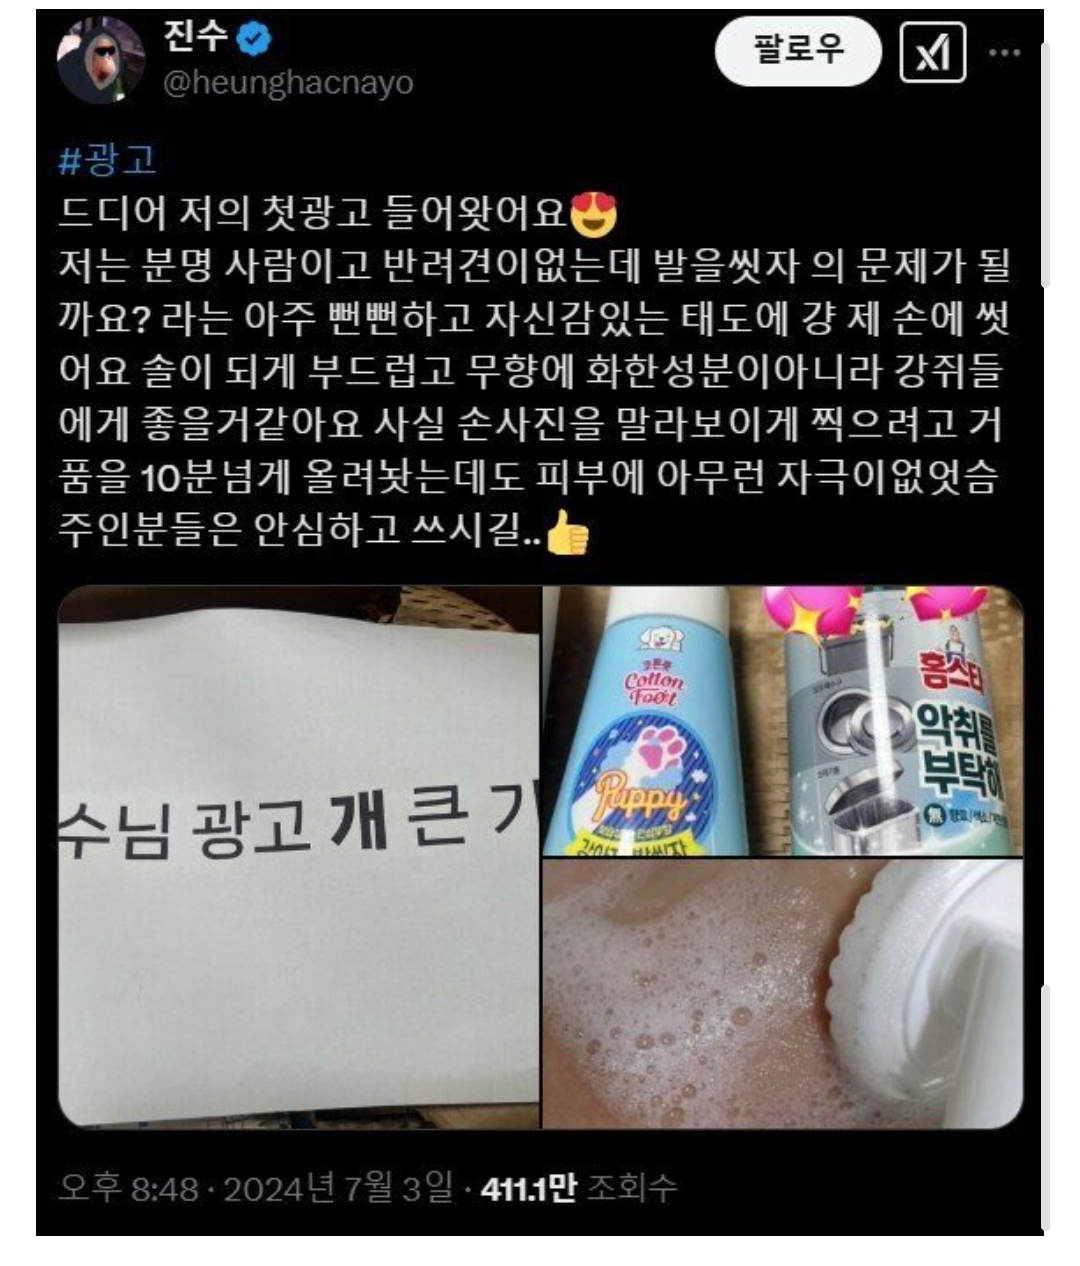 진수
@heunghacnayo
팔로우
#광고
드디어 저의 첫광고 들어왓어요😍
저는 분명 사람이고 반려견이없는데 발을씻자 의 문제가 될
까요? 라는 아주 뻔뻔하고 자신감있는 태도에 걍 제 손에 썻
어요 솔이 되게 부드럽고 무향에 화한성분이아니라 강쥐들
에게 좋을거같아요 사실 손사진을 말라보이게 찍으려고 거
품을 10분넘게 올려놧는데도 피부에 아무런 자극이없엇슴
주인분들은 안심하고 쓰시길..👍
수님 광고 개 큰 기
코튼풋
Cotton
Foot
Puppy
강아지 발씻자
홈스타
악취를
부탁해
無 향료/색소/
오후 8:48 · 2024년 7월 3일 · 411.1만 조회수